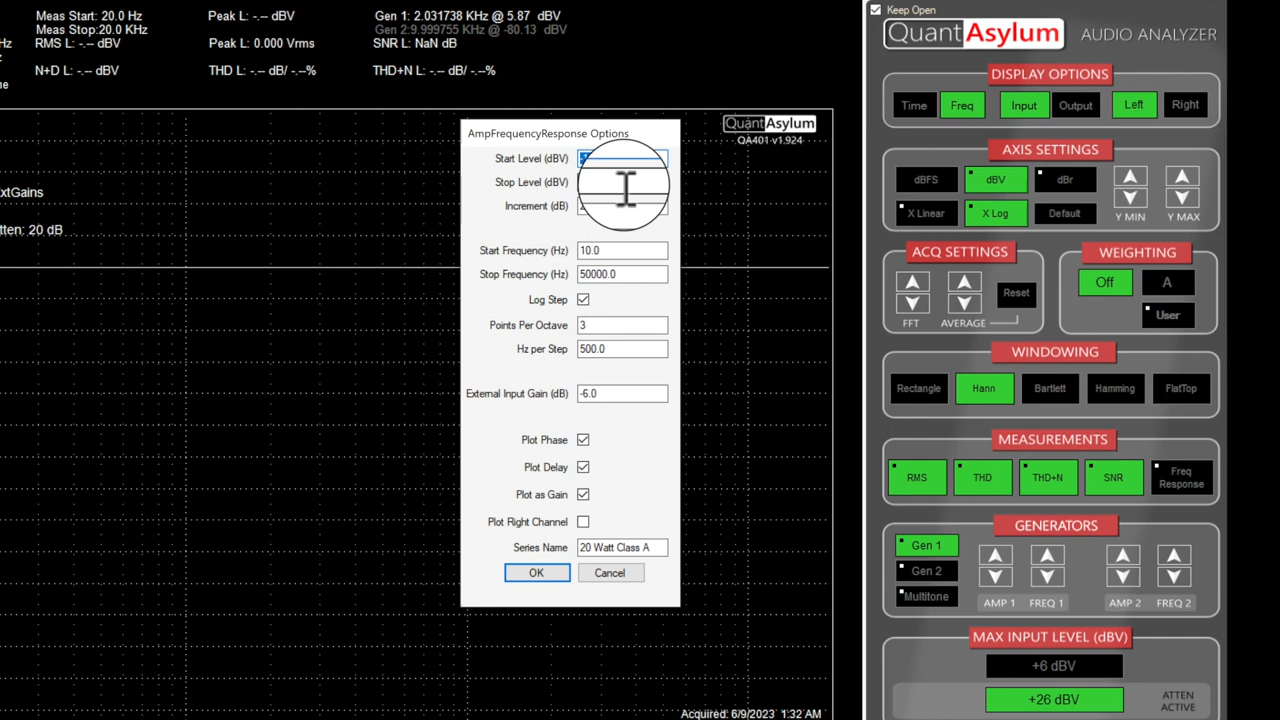 Keep Open
Meas Start: 20.0 Hz
Meas Stop:20.0 KHz
RMS L: -.-- dBV
N+D L: -.-- dBV
Peak L: -.-- dBV
Peak L: 0.000 Vrms
THD L: -.-- dB/ -.--%
Gen 1: 2.031738 KHz @ 5.87 dBV
Gen 2:9.999755 KHz @ -80.13 dBV
SNR L: NaN dB
THD+N L: -.-- dB/ -.--%
QuantAsylum
QA401 v1.924
xtGains
tten: 20 dB
AmpFrequencyResponse Options
Start Level (dBV)
Stop Level (dBV)
Increment (dB)
Start Frequency (Hz) 10.0
Stop Frequency (Hz) 50000.0
Log Step
Points Per Octave 3
Hz per Step 500.0
External Input Gain (dB) -6.0
Plot Phase
Plot Delay
Plot as Gain
Plot Right Channel
Series Name 20 Watt Class A
OK Cancel
Acquired: 6/9/2023 1:32 AM
QuantAsylum AUDIO ANALYZER
DISPLAY OPTIONS
Time Freq Input Output Left Right
AXIS SETTINGS
dBFS dBV dBr
X Linear X Log Default
Y MIN Y MAX
ACQ SETTINGS
Reset
FFT AVERAGE
WEIGHTING
Off A
User
WINDOWING
Rectangle Hann Bartlett Hamming FlatTop
MEASUREMENTS
RMS THD THD+N SNR Freq Response
GENERATORS
Gen 1
Gen 2
Multitone
AMP 1 FREQ 1 AMP 2 FREQ 2
MAX INPUT LEVEL (dBV)
+6 dBV
+26 dBV
ATTEN
ACTIVE